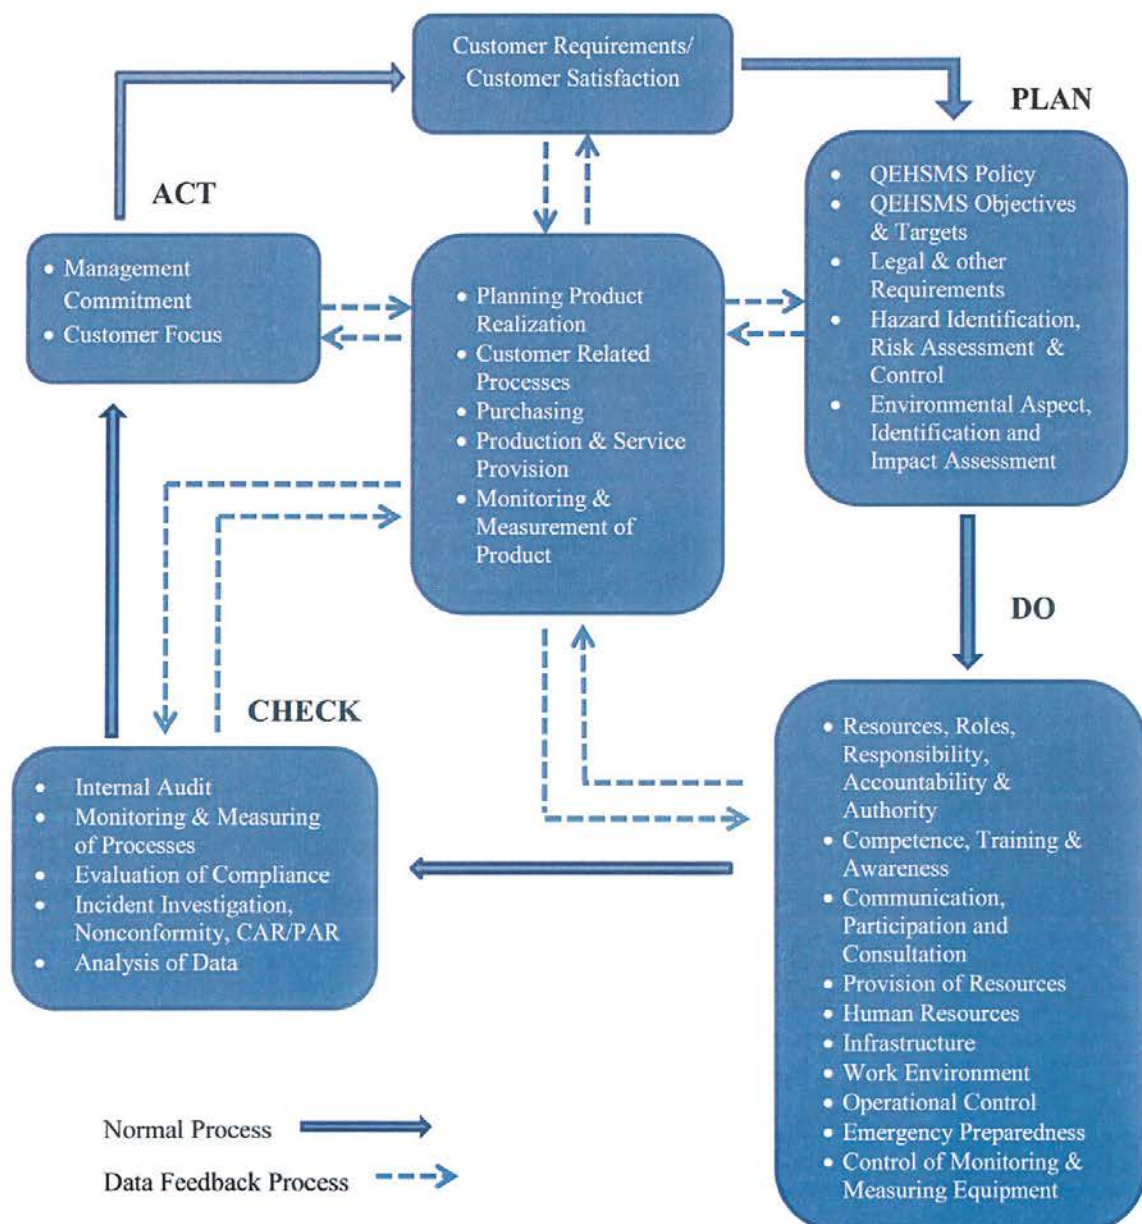 Customer Requirements/
Customer Satisfaction
PLAN
• QEHSMS Policy
• QEHSMS Objectives
& Targets
• Legal & other
Requirements
• Hazard Identification,
Risk Assessment &
Control
• Environmental Aspect,
Identification and
Impact Assessment
ACT
• Management
Commitment
• Customer Focus
• Planning Product
Realization
• Customer Related
Processes
• Purchasing
• Production & Service
Provision
• Monitoring &
Measurement of
Product
DO
• Resources, Roles,
Responsibility,
Accountability &
Authority
• Competence, Training &
Awareness
• Communication,
Participation and
Consultation
• Provision of Resources
• Human Resources
• Infrastructure
• Work Environment
• Operational Control
• Emergency Preparedness
• Control of Monitoring &
Measuring Equipment
CHECK
• Internal Audit
• Monitoring & Measuring
of Processes
• Evaluation of Compliance
• Incident Investigation,
Nonconformity, CAR/PAR
• Analysis of Data
Normal Process
Data Feedback Process